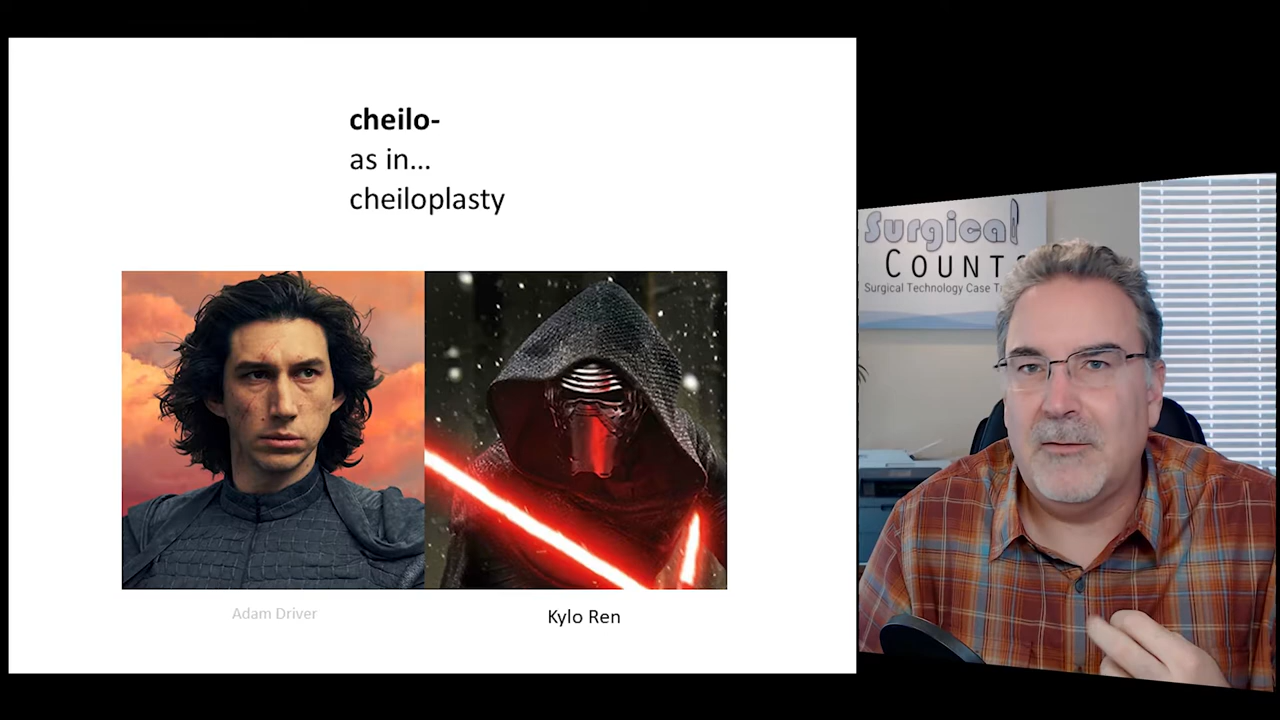 cheilo-
as in...
cheiloplasty
Adam Driver
Kylo Ren
Surgical
COUNT
Surgical Technology Case